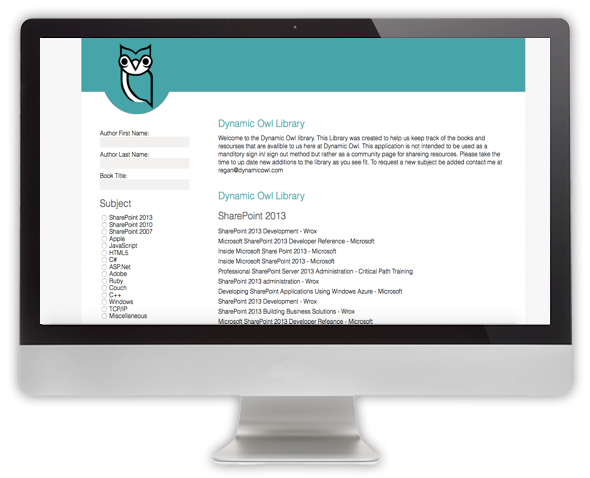 Author First Name:
Author Last Name:
Book Title:
Subject
SharePoint 2013
SharePoint 2010
SharePoint 2007
Apple
JavaScript
HTML5
C#
ASP.Net
Adobe
Ruby
Couch
C++
Windows
TCP/IP
Miscellaneous
Dynamic Owl Library
Welcome to the Dynamic Owl library. This Library was created to help us keep track of the books and
resourses that are availible to us here at Dynamic Owl. This application is not intended to be used as a
manditory sign in/ sign out method but rather as a community page for shareing resources. Please take the
time to up date new additions to the library as you see fit. To request a new subject be added contact me at
regan@dynamicowl.com
Dynamic Owl Library
SharePoint 2013
SharePoint 2013 Development - Wrox
Microsoft SharePoint 2013 Developer Reference - Microsoft
Inside Microsoft Share Point 2013 - Microsoft
Inside Microsoft SharePoint 2013 - Microsoft
Professional SharePoint Server 2013 Administration - Critical Path Training
SharePoint 2013 administration - Wrox
Developing SharePoint Applications Using Windows Azure - Microsoft
SharePoint 2013 Development - Wrox
SharePoint 2013 Building Business Solutions - Wrox
Microsoft SharePoint 2013 Developer Refeance - Microsoft